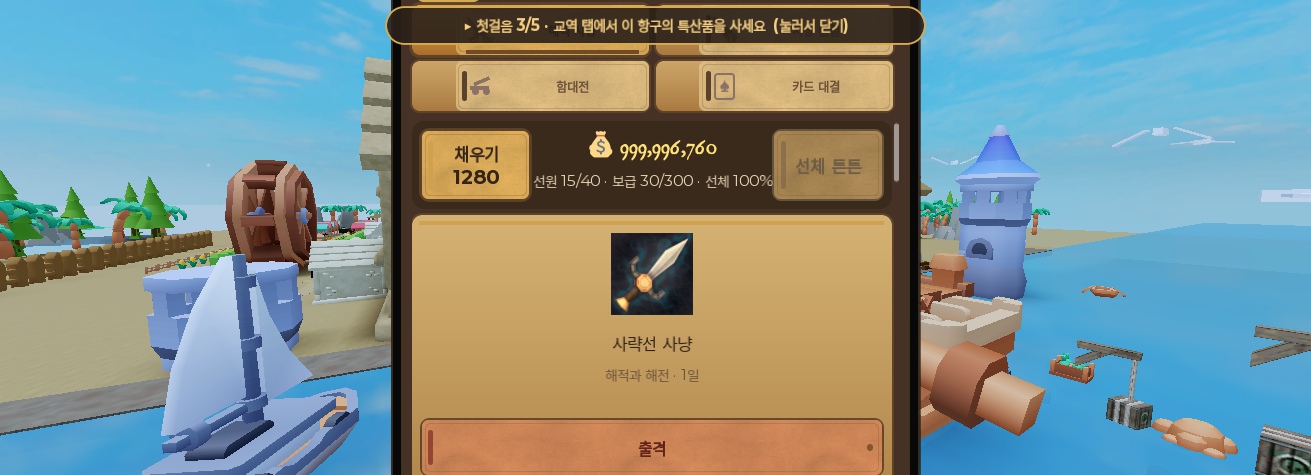 ▸ 첫걸음 3/5 · 교역 탭에서 이 항구의 특산품을 사세요 (눌러서 닫기)
함대전
카드 대결
채우기
1280
999,996,760
선원 15/40 · 보급 30/300 · 선체 100%
선체 튼튼
사략선 사냥
해적과 해전 · 1일
출격